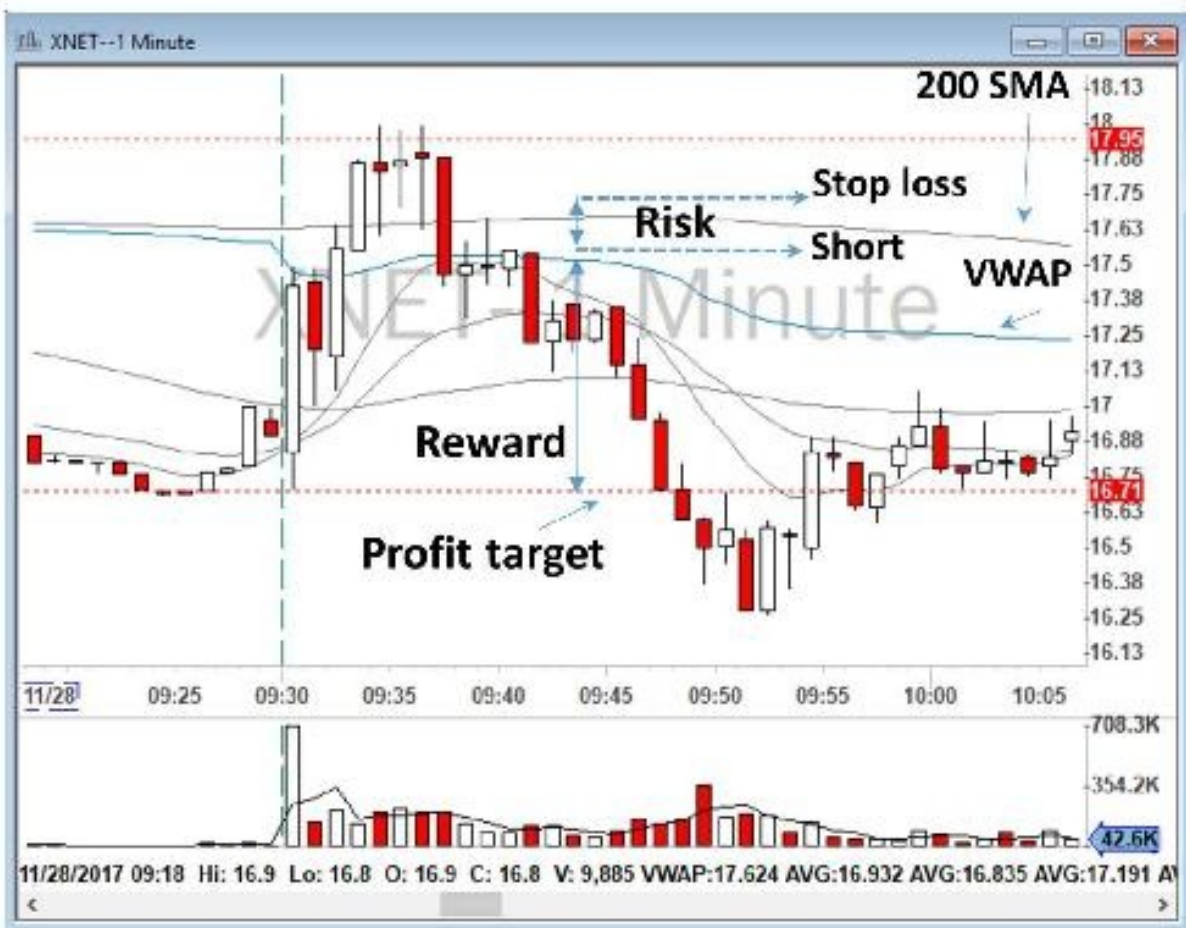 XNET--1 Minute
200 SMA
18.13
18
17.95
17.88
Stop loss
17.75
Risk
17.63
Short
17.5
VWAP
XNET--1 Minute
17.38
17.25
17.13
17
Reward
16.88
16.75
16.71
16.63
Profit target
16.5
16.38
16.25
16.13
11/28 09:25 09:30 09:35 09:40 09:45 09:50 09:55 10:00 10:05
708.3K
354.2K
42.6K
11/28/2017 09:18 Hi: 16.9 Lo: 16.8 O: 16.9 C: 16.8 V: 9,885 VWAP:17.624 AVG:16.932 AVG:16.835 AVG:17.191 AV